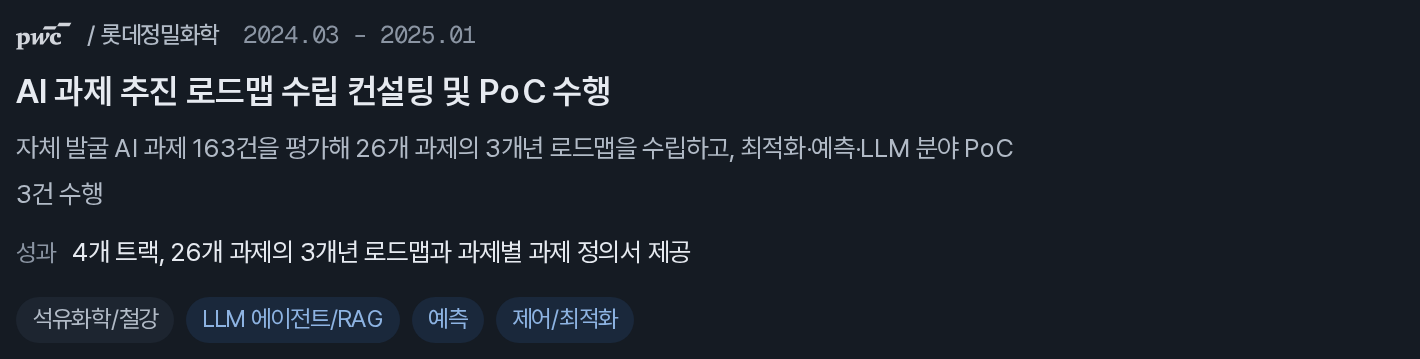 pwc / 롯데정밀화학 2024.03 - 2025.01
AI 과제 추진 로드맵 수립 컨설팅 및 PoC 수행
자체 발굴 AI 과제 163건을 평가해 26개 과제의 3개년 로드맵을 수립하고, 최적화·예측·LLM 분야 PoC
3건 수행
성과 4개 트랙, 26개 과제의 3개년 로드맵과 과제별 과제 정의서 제공
석유화학/철강 LLM 에이전트/RAG 예측 제어/최적화